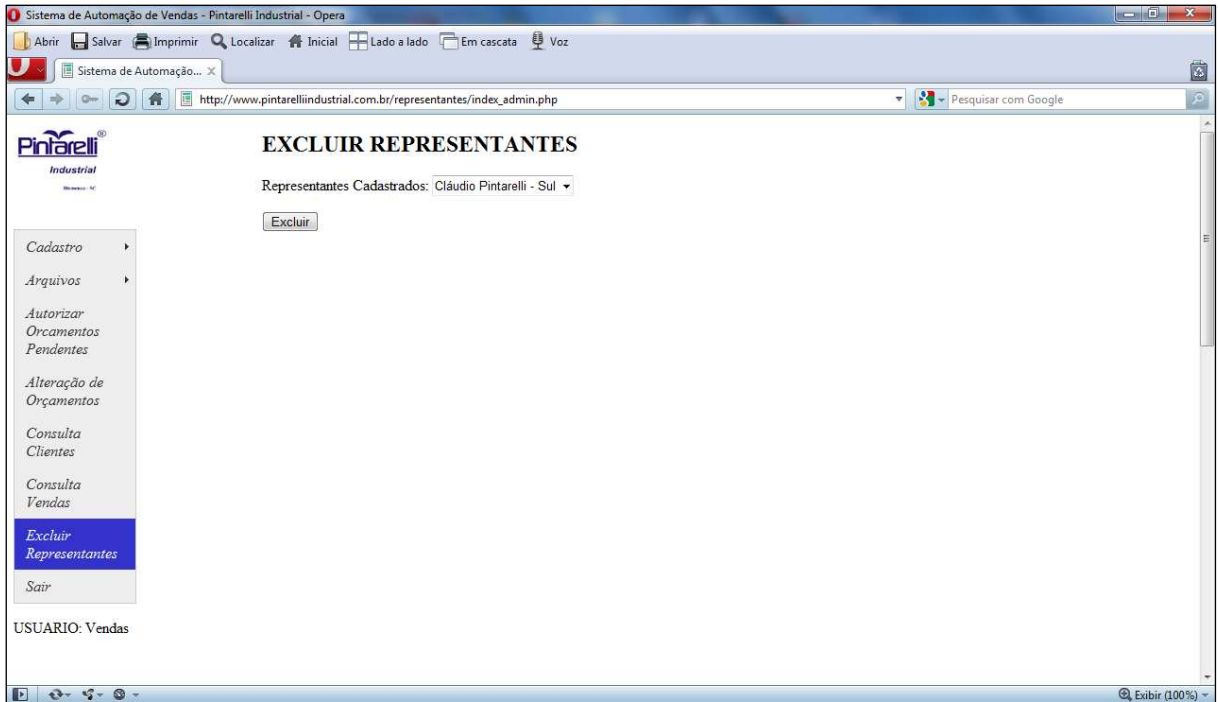 Sistema de Automação de Vendas - Pintarelli Industrial - Opera
Abrir Salvar Imprimir Localizar Inicial Lado a lado Em cascata Voz
Sistema de Automação...
http://www.pintarelliindustrial.com.br/representantes/index_admin.php
Pesquisar com Google
Pintarelli®
Industrial
EXCLUIR REPRESENTANTES
Representantes Cadastrados: Cláudio Pintarelli - Sul
Excluir
Cadastro
Arquivos
Autorizar
Orcamentos
Pendentes
Alteração de
Orçamentos
Consulta
Clientes
Consulta
Vendas
Excluir
Representantes
Sair
USUARIO: Vendas
Exibir (100%)